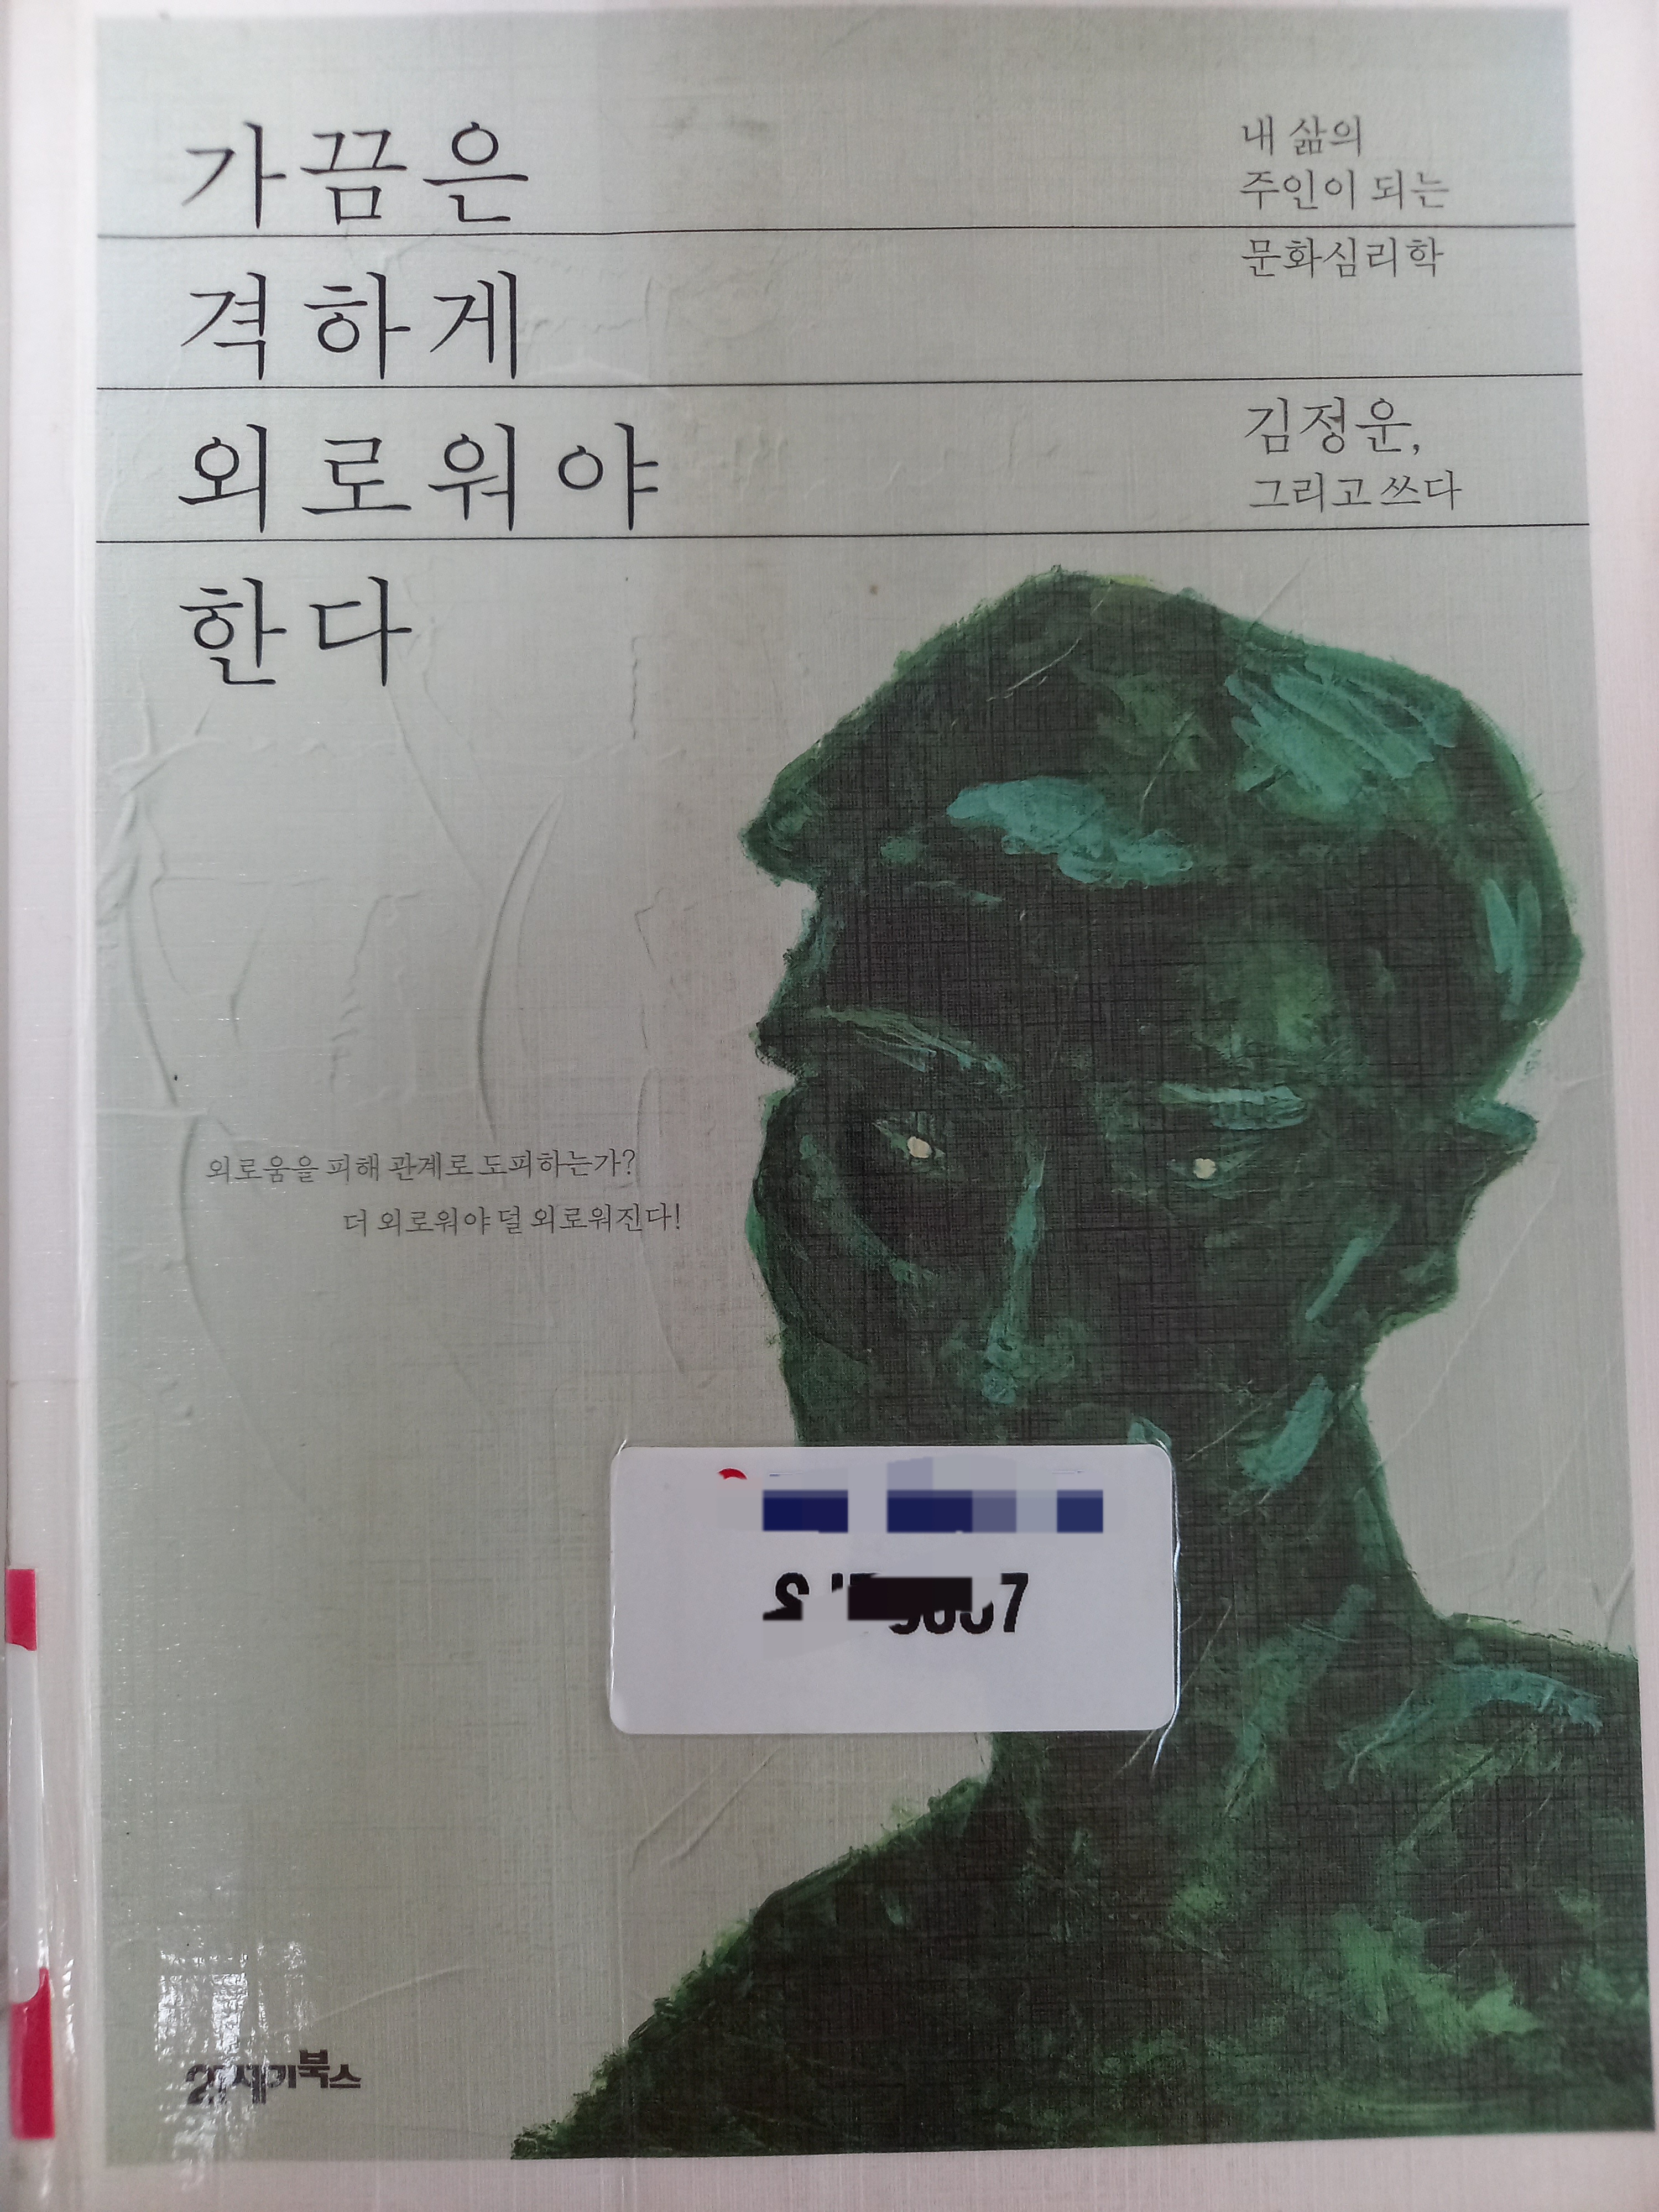 가끔은
격하게
외로워야
한다
내 삶의
주인이 되는
문화심리학
김정운,
그리고 쓰다
외로움을 피해 관계로 도피하는가?
더 외로워야 덜 외로워진다!
21세기북스